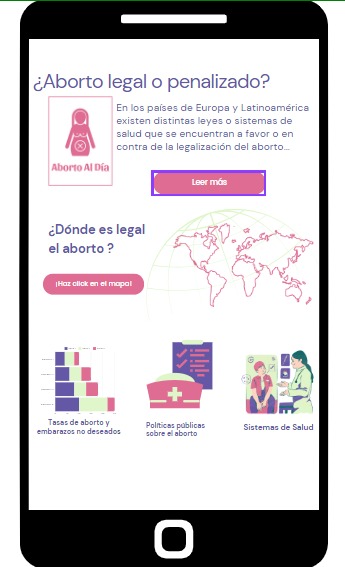 ¿Aborto legal o penalizado?
En los países de Europa y Latinoamérica
existen distintas leyes o sistemas de
salud que se encuentran a favor o en
contra de la legalización del aborto...
Aborto Al Día
Leer más
¿Dónde es legal
el aborto ?
¡Haz click en el mapa!
Tasas de aborto y
embarazos no deseados
Políticas públicas
sobre el aborto
Sistemas de Salud